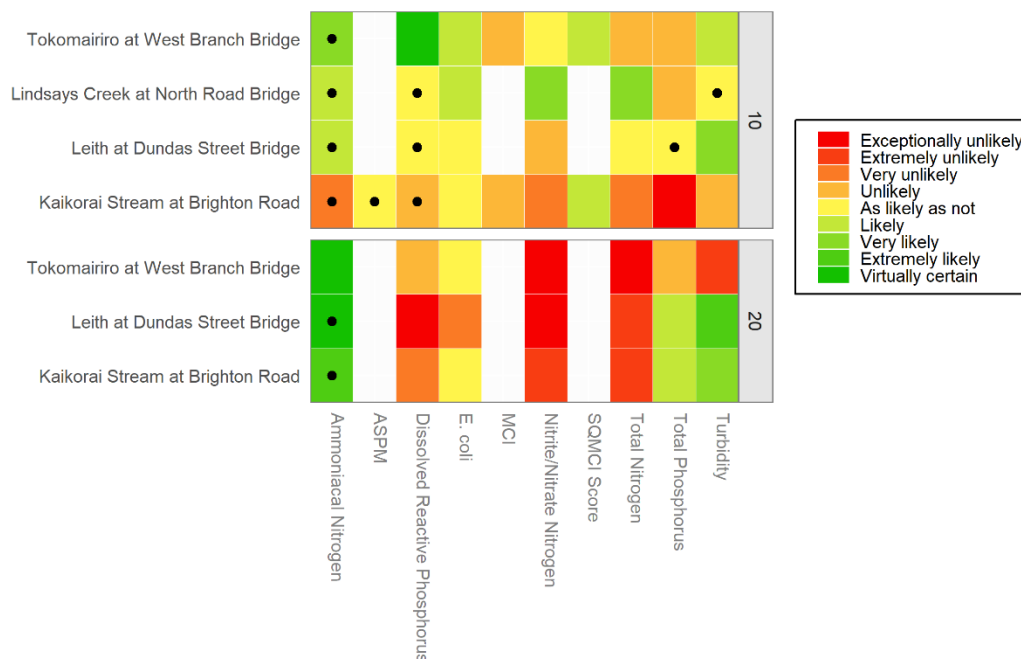 Tokomairiro at West Branch Bridge
Lindsays Creek at North Road Bridge
Leith at Dundas Street Bridge
Kaikorai Stream at Brighton Road
10
Tokomairiro at West Branch Bridge
Leith at Dundas Street Bridge
Kaikorai Stream at Brighton Road
20
Ammoniacal Nitrogen
ASPM
Dissolved Reactive Phosphorus
E. coli
MCI
Nitrite/Nitrate Nitrogen
SQMCI Score
Total Nitrogen
Total Phosphorus
Turbidity
Exceptionally unlikely
Extremely unlikely
Very unlikely
Unlikely
As likely as not
Likely
Very likely
Extremely likely
Virtually certain